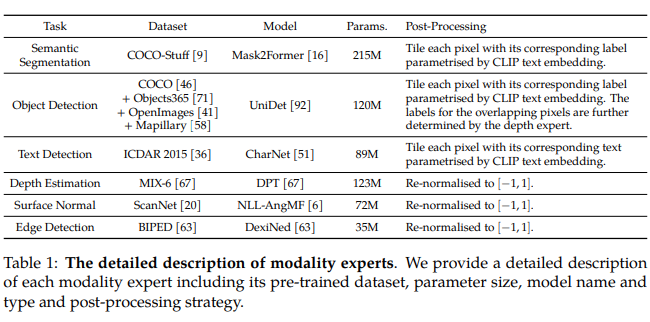 Task Dataset Model Params. Post-Processing
Semantic
Segmentation
COCO-Stuff [9] Mask2Former [16] 215M
Tile each pixel with its corresponding label
parametrised by CLIP text embedding.
Object Detection
COCO [46]
+ Objects365 [71]
+ OpenImages [41]
+ Mapillary [58]
UniDet [92] 120M
Tile each pixel with its corresponding label
parametrised by CLIP text embedding. The
labels for the overlapping pixels are further
determined by the depth expert.
Text Detection ICDAR 2015 [36] CharNet [51] 89M
Tile each pixel with its corresponding text
parametrised by CLIP text embedding.
Depth Estimation MIX-6 [67] DPT [67] 123M Re-normalised to [−1, 1].
Surface Normal ScanNet [20] NLL-AngMF [6] 72M Re-normalised to [−1, 1].
Edge Detection BIPED [63] DexiNed [63] 35M Re-normalised to [−1, 1].
Table 1: The detailed description of modality experts. We provide a detailed description
of each modality expert including its pre-trained dataset, parameter size, model name and
type and post-processing strategy.